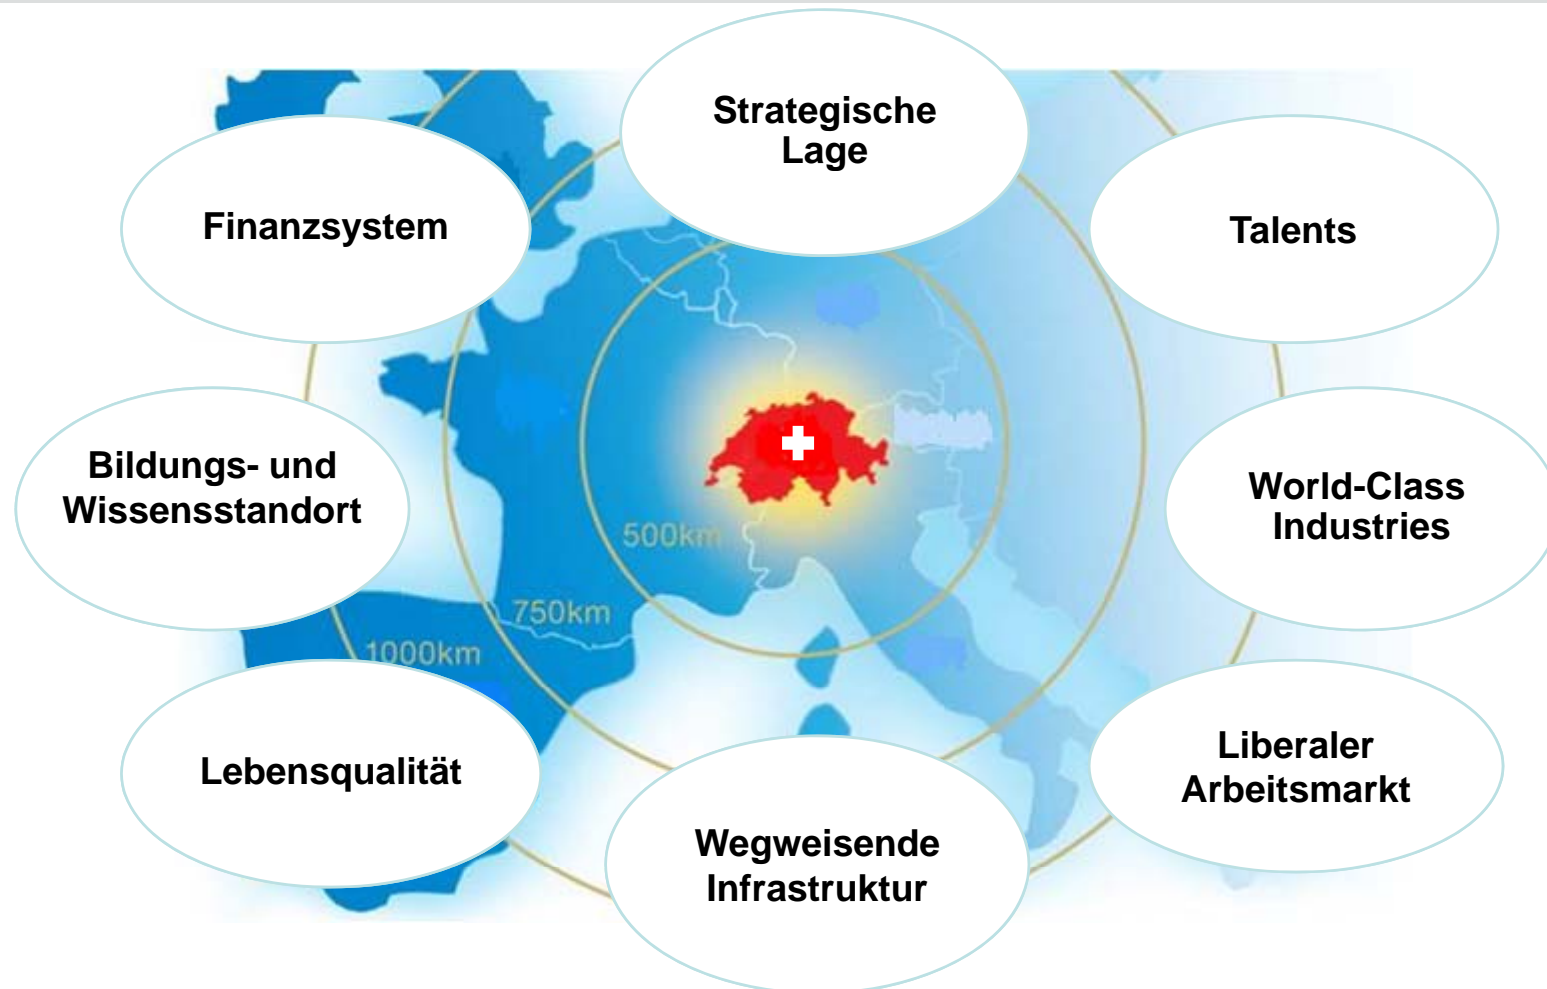 Strategische
Lage
Finanzsystem
Talents
Bildungs- und
Wissensstandort
World-Class
Industries
500km
750km
1000km
Lebensqualität
Liberaler
Arbeitsmarkt
Wegweisende
Infrastruktur